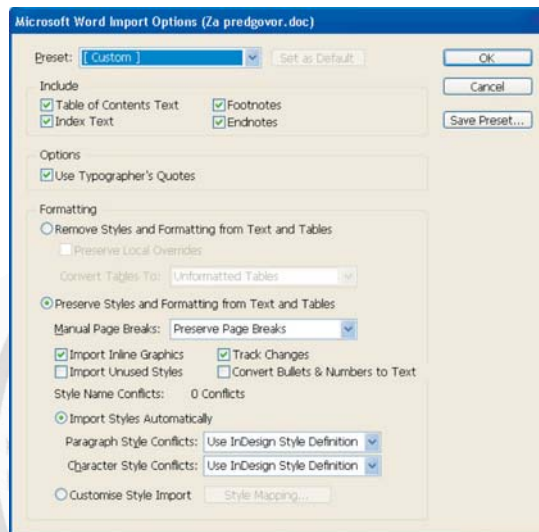 Microsoft Word Import Options (Za predgovor.doc)
Preset: [ Custom ] Set as Default OK
Include Cancel
Table of Contents Text Footnotes
Index Text Endnotes Save Preset...
Options
Use Typographer's Quotes
Formatting
Remove Styles and Formatting from Text and Tables
Preserve Local Overrides
Convert Tables To: Unformatted Tables
Preserve Styles and Formatting from Text and Tables
Manual Page Breaks: Preserve Page Breaks
Import Inline Graphics Track Changes
Import Unused Styles Convert Bullets & Numbers to Text
Style Name Conflicts: 0 Conflicts
Import Styles Automatically
Paragraph Style Conflicts: Use InDesign Style Definition
Character Style Conflicts: Use InDesign Style Definition
Customise Style Import Style Mapping...